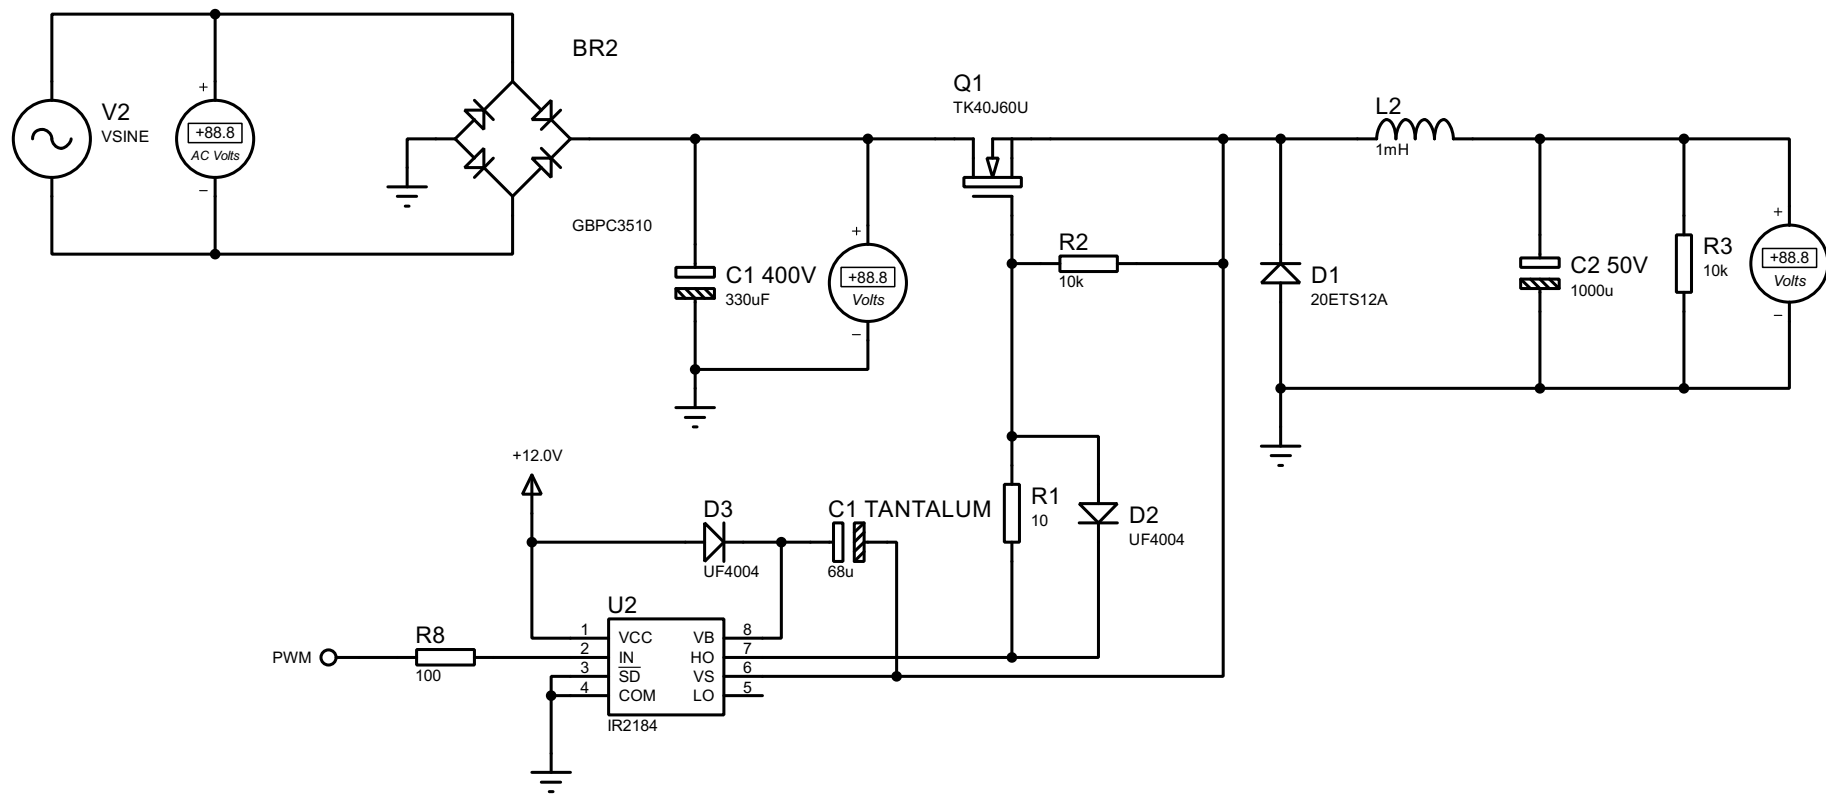 BR2
V2
VSINE
+
+88.8
AC Volts
−
GBPC3510
Q1
TK40J60U
L2
1mH
C1 400V
330uF
+
+88.8
Volts
−
R2
10k
D1
20ETS12A
C2 50V
1000u
R3
10k
+
+88.8
Volts
−
+12.0V
D3
UF4004
C1 TANTALUM
68u
R1
10
D2
UF4004
U2
PWM
R8
100
1 VCC VB 8
2 IN HO 7
3 SD VS 6
4 COM LO 5
IR2184